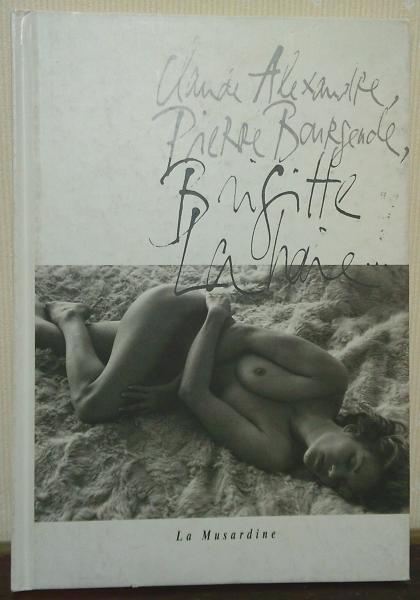 Claude Alexandre,
Pierre Bourgeade,
Brigitte
Lahaie...
La Musardine